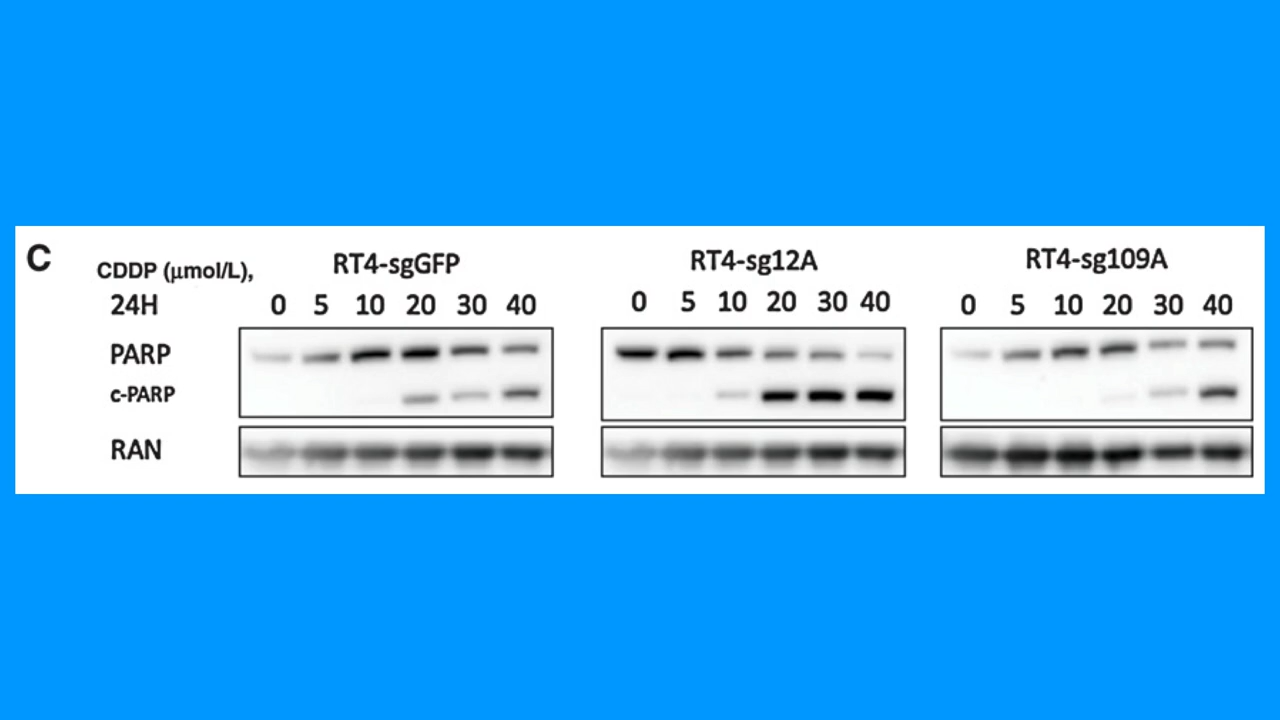 C
CDDP (µmol/L),
24H
RT4-sgGFP
0 5 10 20 30 40
RT4-sg12A
0 5 10 20 30 40
RT4-sg109A
0 5 10 20 30 40
PARP
c-PARP
RAN